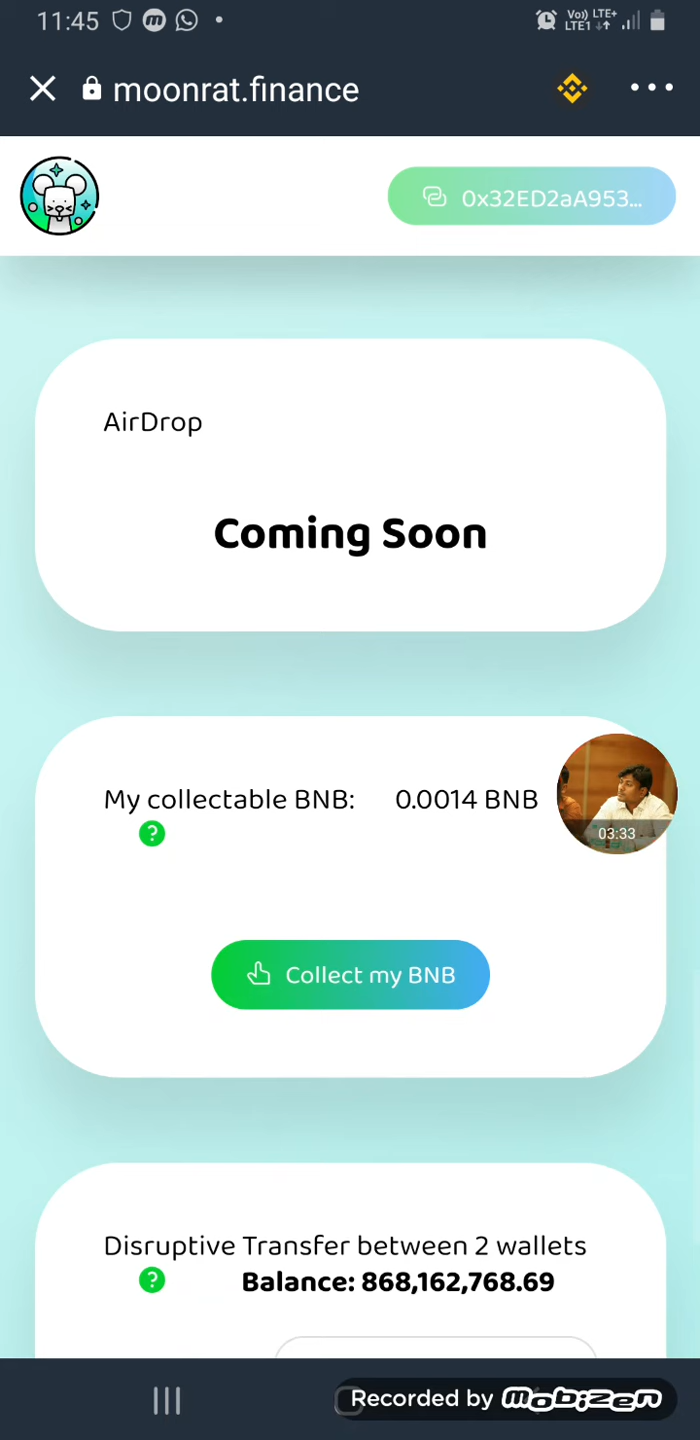 11:45
Vo)) LTE+
LTE1
moonrat.finance
0x32ED2aA953...
AirDrop
Coming Soon
My collectable BNB: 0.0014 BNB
?
03:33
Collect my BNB
Disruptive Transfer between 2 wallets
? Balance: 868,162,768.69
Recorded by mobizen